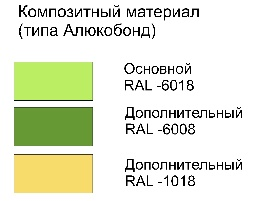 Композитный материал
(типа Алюкобонд)
Основной
RAL -6018
Дополнительный
RAL -6008
Дополнительный
RAL -1018